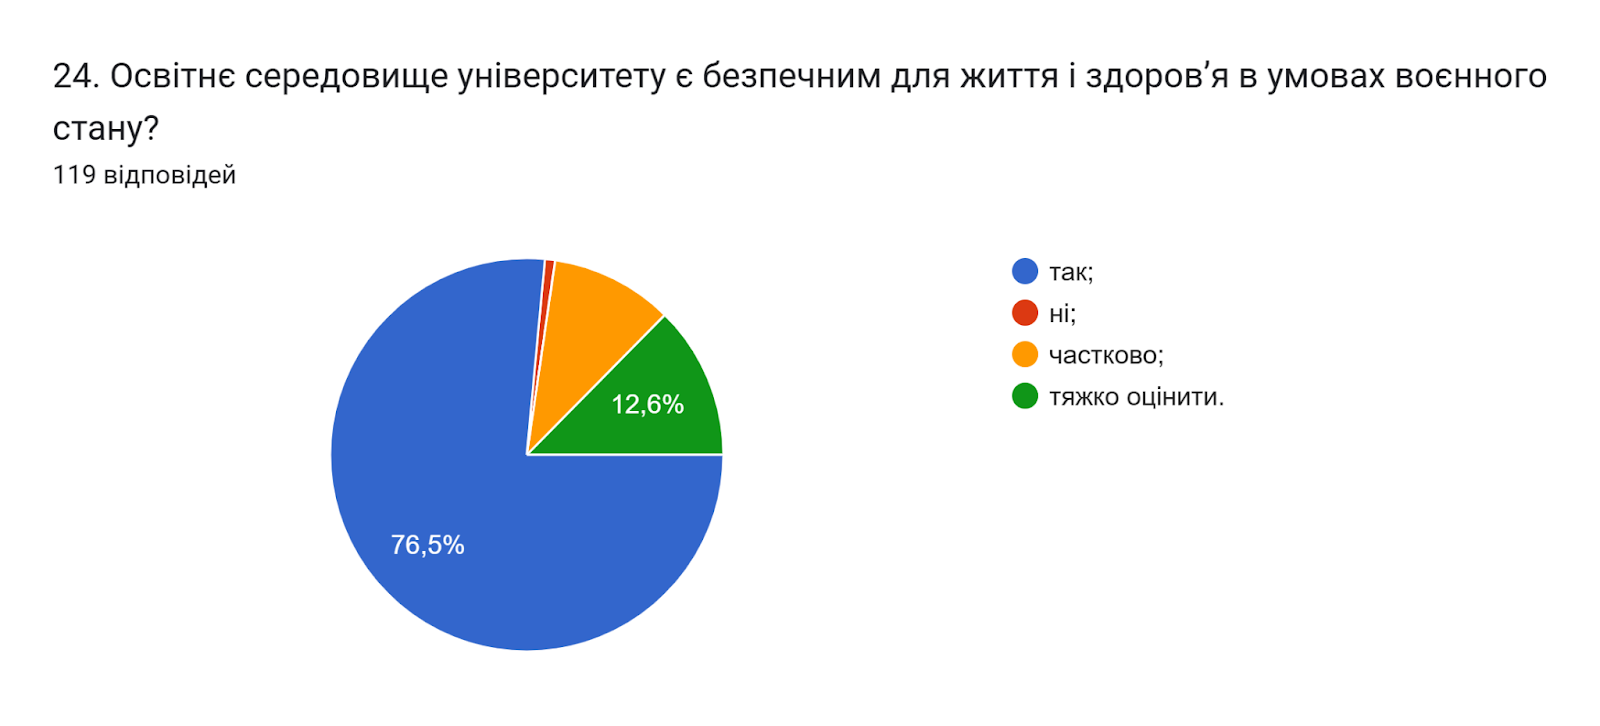 24. Освітнє середовище університету є безпечним для життя і здоров’я в умовах воєнного
стану?
119 відповідей
так;
ні;
частково;
тяжко оцінити.
12,6%
76,5%